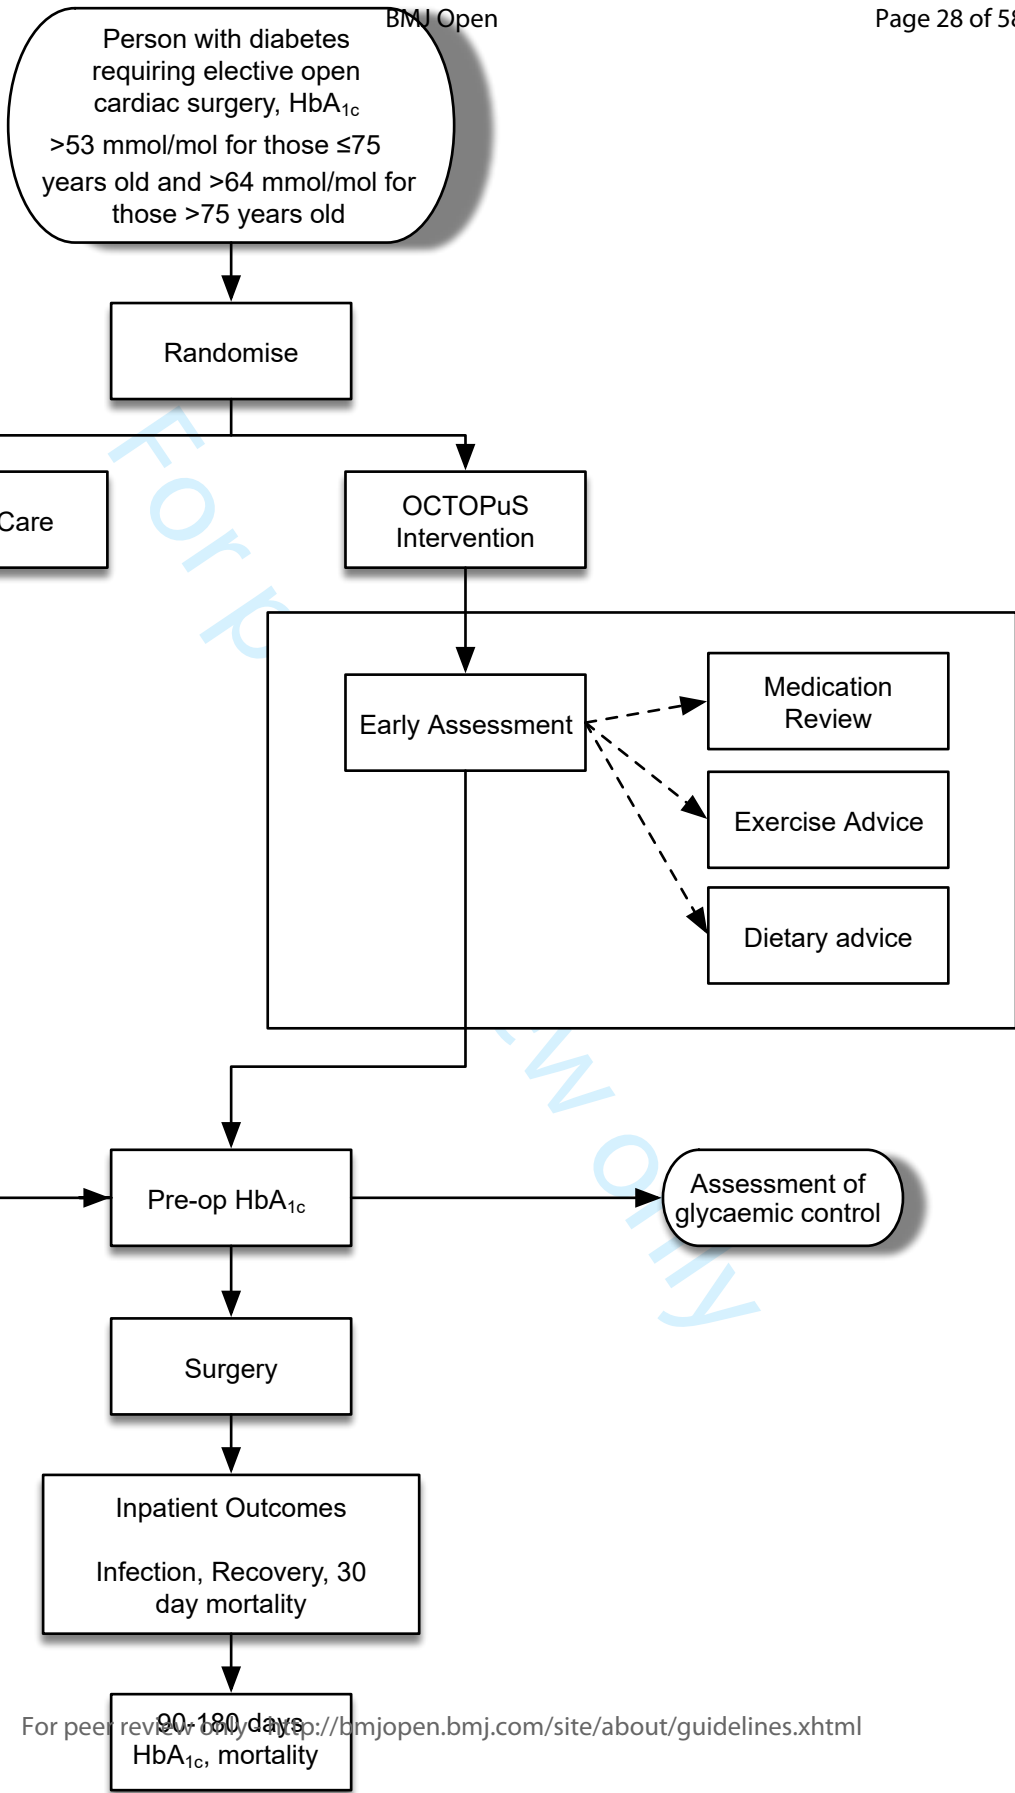 BMJ Open
Page 28 of 58
Person with diabetes
requiring elective open
cardiac surgery, HbA1c
>53 mmol/mol for those ≤75
years old and >64 mmol/mol for
those >75 years old
Randomise
Care
OCTOPuS
Intervention
Early Assessment
Medication
Review
Exercise Advice
Dietary advice
Pre-op HbA1c
Assessment of
glycaemic control
Surgery
Inpatient Outcomes
Infection, Recovery, 30
day mortality
90-180 days
HbA1c, mortality
For peer review only - http://bmjopen.bmj.com/site/about/guidelines.xhtml
For p
ew only